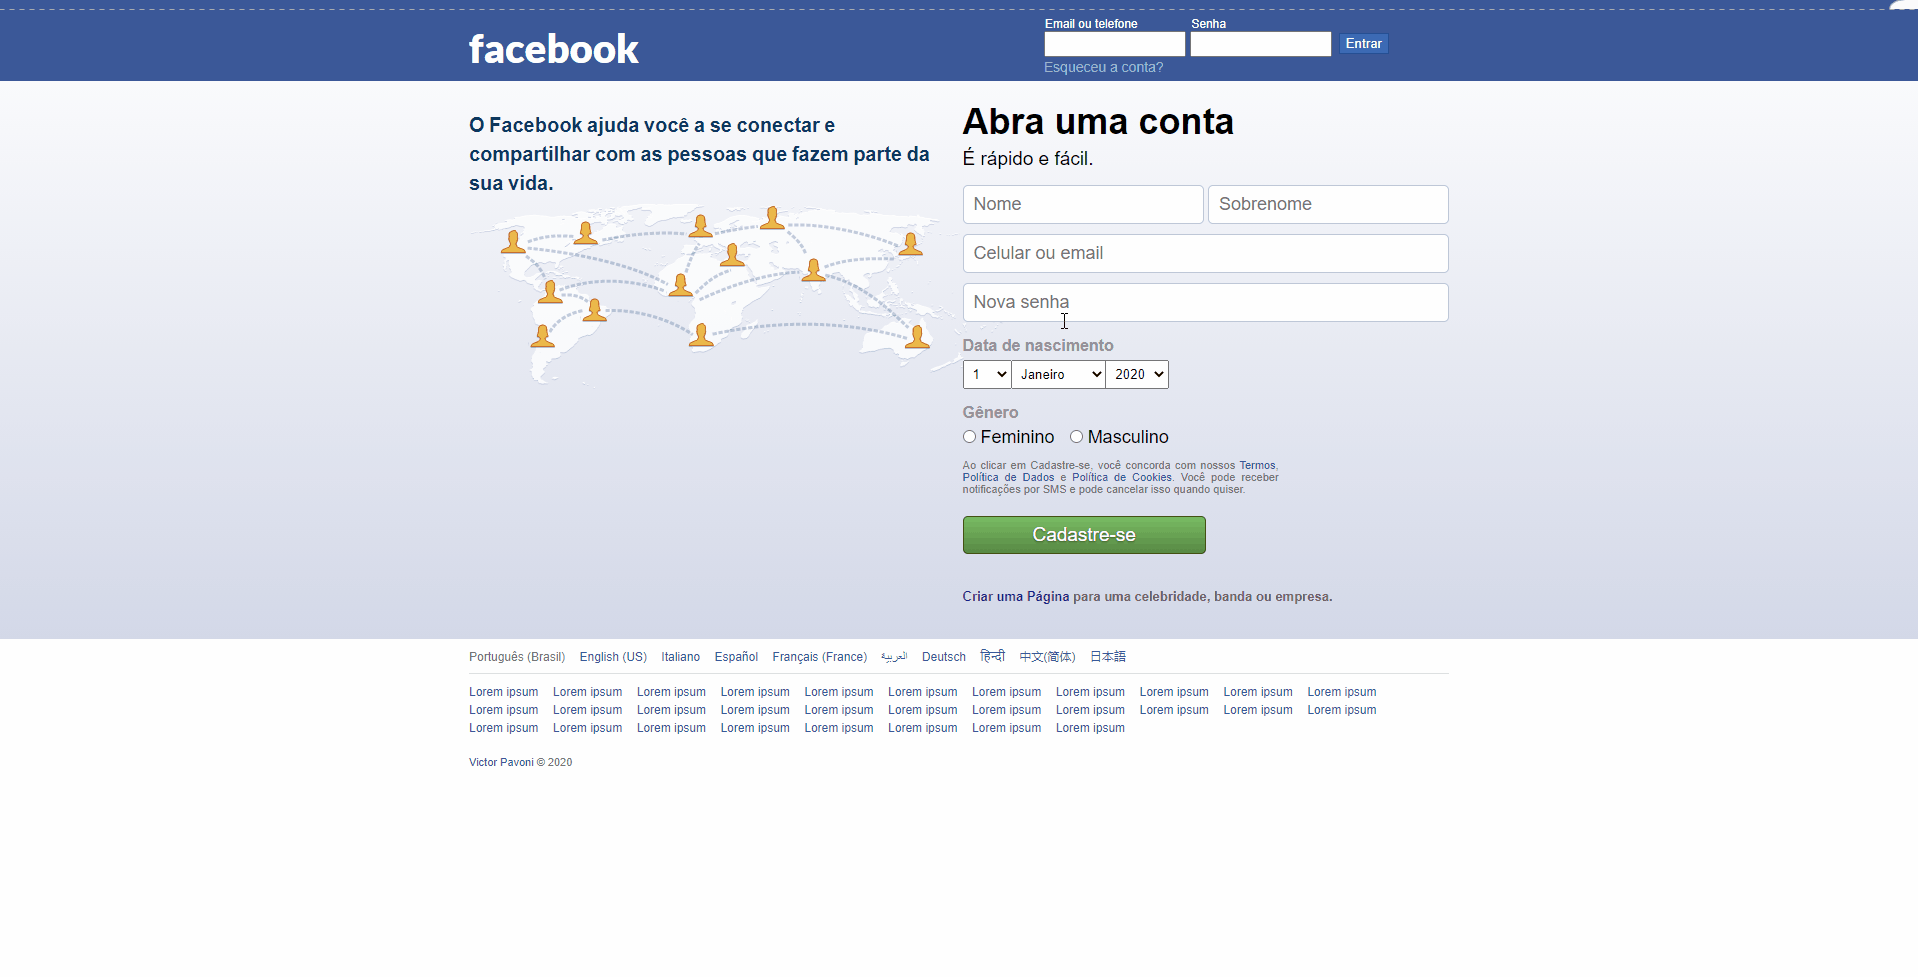 Email ou telefone Senha
facebook Entrar
Esqueceu a conta?
O Facebook ajuda você a se conectar e
compartilhar com as pessoas que fazem parte da
sua vida.
Abra uma conta
É rápido e fácil.
Nome Sobrenome
Celular ou email
Nova senha
Data de nascimento
1 Janeiro 2020
Gênero
Feminino Masculino
Ao clicar em Cadastre-se, você concorda com nossos Termos,
Política de Dados e Política de Cookies. Você pode receber
notificações por SMS e pode cancelar isso quando quiser.
Cadastre-se
Criar uma Página para uma celebridade, banda ou empresa.
Português (Brasil) English (US) Italiano Español Français (France) العربية Deutsch हिन्दी 中文(简体) 日本語
Lorem ipsum Lorem ipsum Lorem ipsum Lorem ipsum Lorem ipsum Lorem ipsum Lorem ipsum Lorem ipsum Lorem ipsum Lorem ipsum Lorem ipsum
Lorem ipsum Lorem ipsum Lorem ipsum Lorem ipsum Lorem ipsum Lorem ipsum Lorem ipsum Lorem ipsum Lorem ipsum Lorem ipsum Lorem ipsum
Lorem ipsum Lorem ipsum Lorem ipsum Lorem ipsum Lorem ipsum Lorem ipsum Lorem ipsum Lorem ipsum
Victor Pavoni © 2020